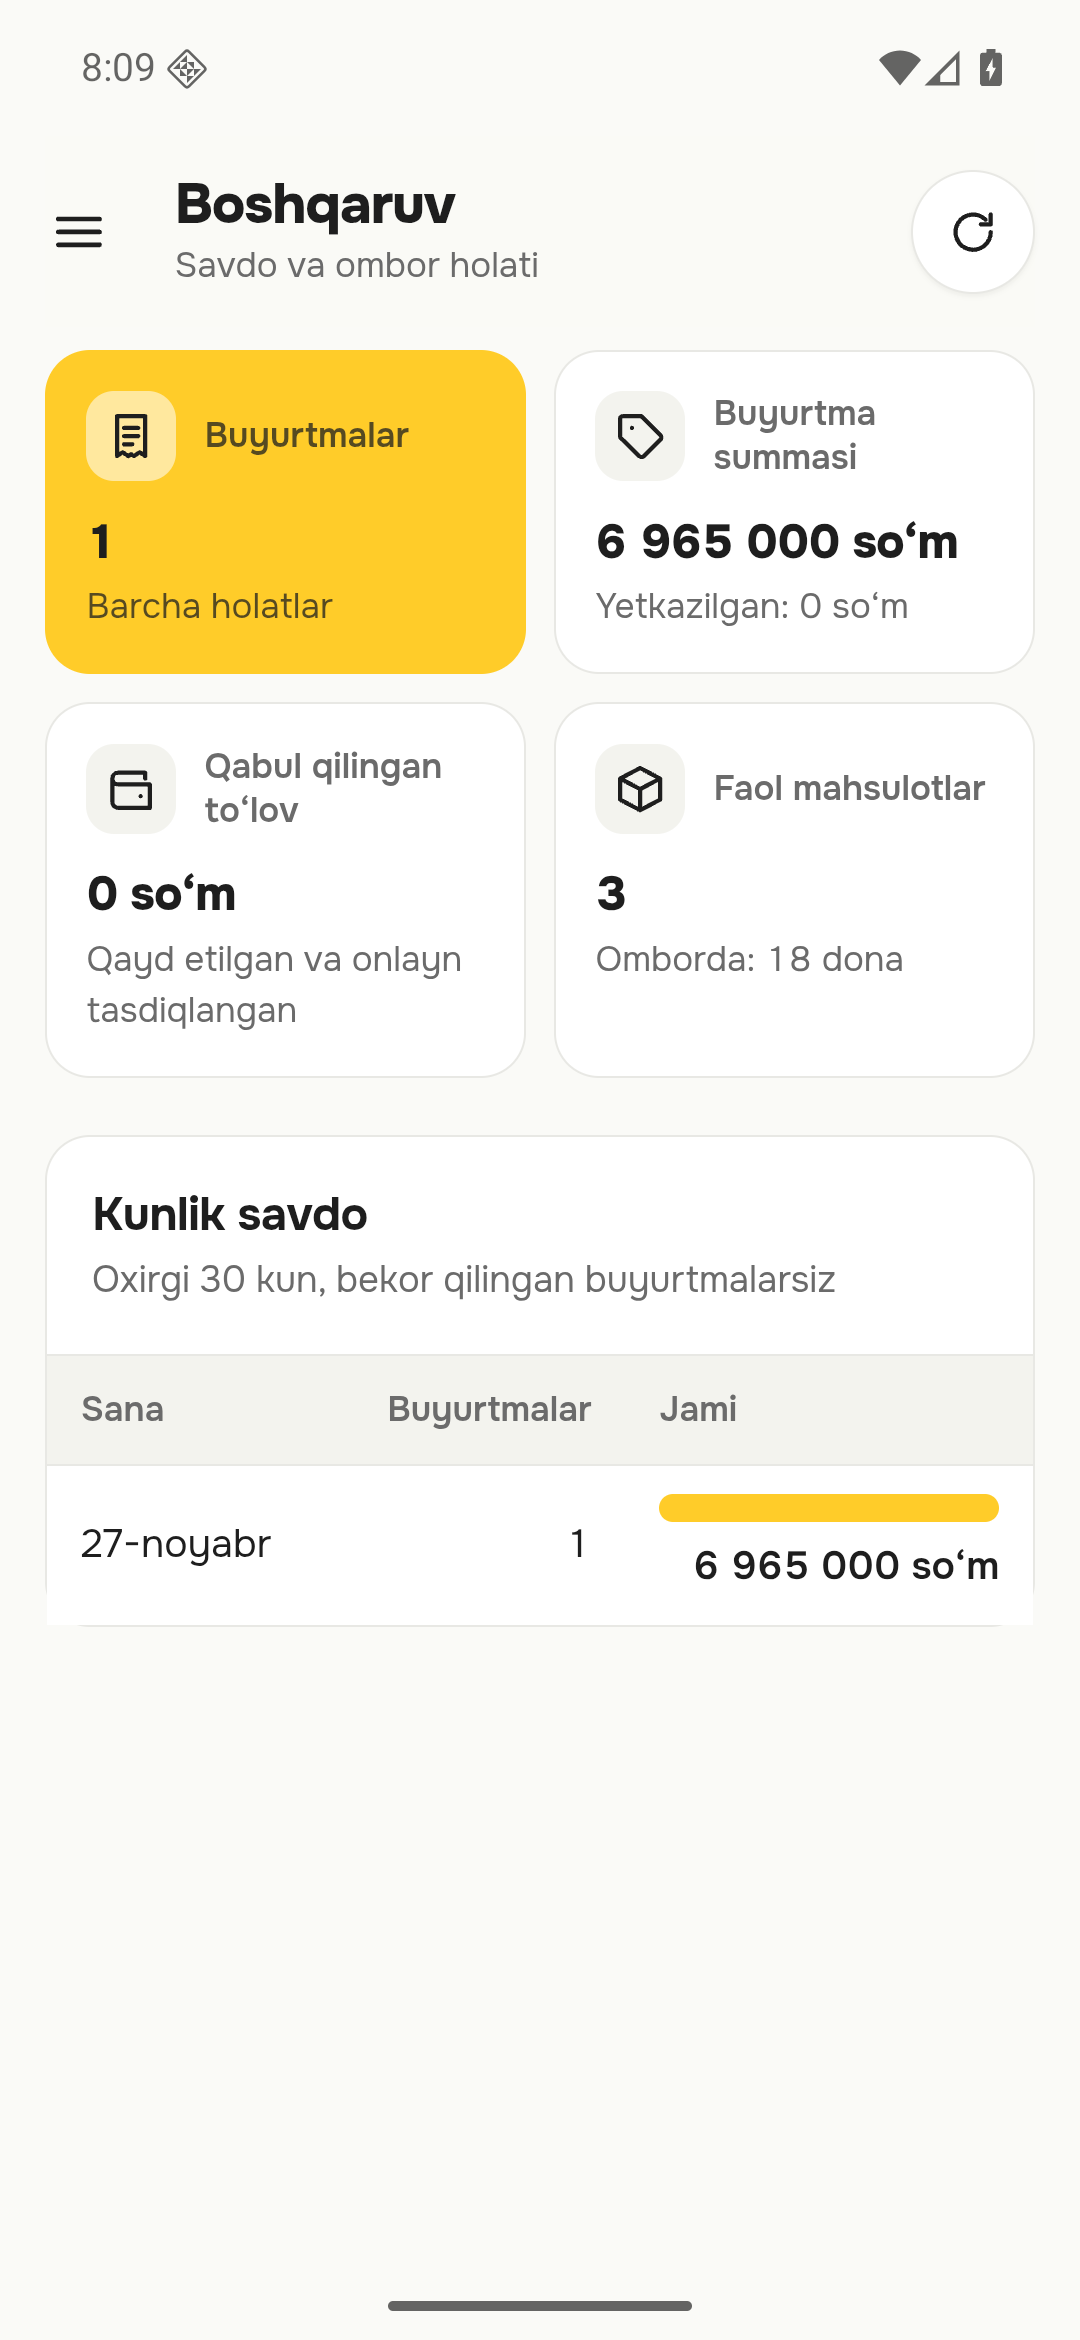 8:09
Boshqaruv
Savdo va ombor holati
Buyurtmalar
1
Barcha holatlar
Buyurtma
summasi
6 965 000 so‘m
Yetkazilgan: 0 so‘m
Qabul qilingan
to‘lov
0 so‘m
Qayd etilgan va onlayn
tasdiqlangan
Faol mahsulotlar
3
Omborda: 18 dona
Kunlik savdo
Oxirgi 30 kun, bekor qilingan buyurtmalarsiz
Sana Buyurtmalar Jami
27-noyabr 1 6 965 000 so‘m